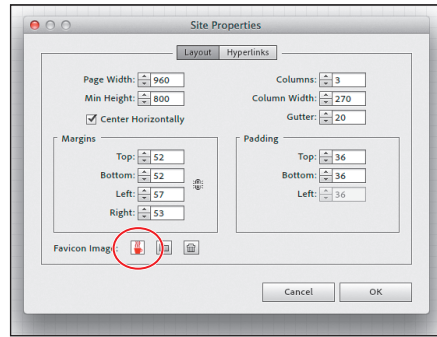 Site Properties
Layout Hyperlinks
Page Width: 960 Columns: 3
Min Height: 800 Column Width: 270
Center Horizontally Gutter: 20
Margins Padding
Top: 52 Top: 36
Bottom: 52 Bottom: 36
Left: 57 Left: 36
Right: 53
Favicon Image:
Cancel OK